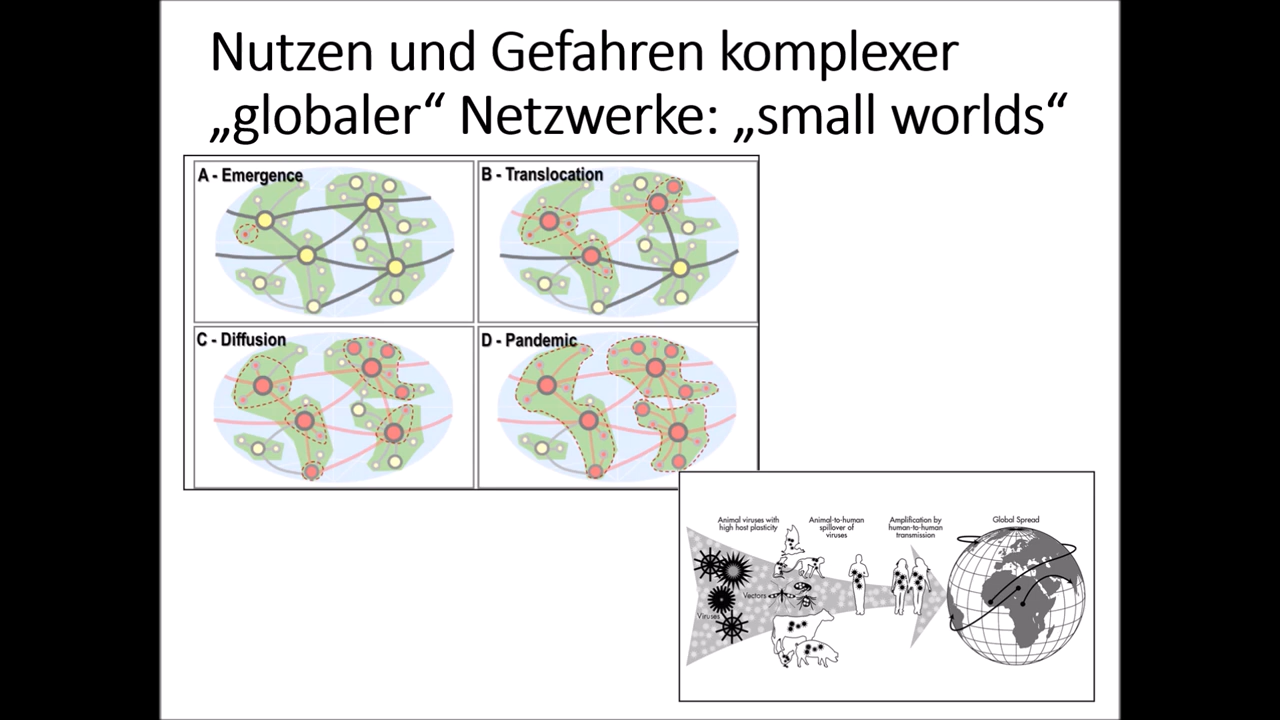 Nutzen und Gefahren komplexer
„globaler“ Netzwerke: „small worlds“
A - Emergence
B - Translocation
C - Diffusion
D - Pandemic
Animal viruses with
high host plasticity
Animal-to-human
spillover of
viruses
Amplification by
human-to-human
transmission
Global Spread
Vectors
Viruses